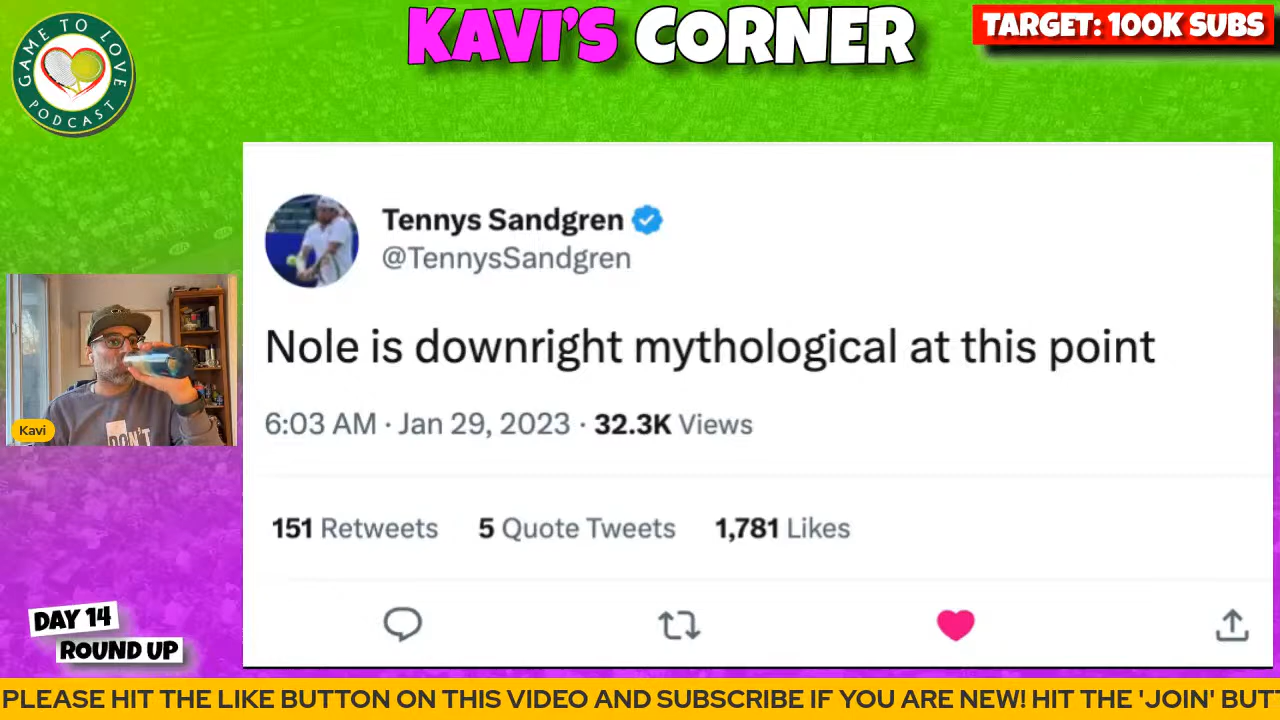 GAME TO LOVE
PODCAST
KAVI'S CORNER
TARGET: 100K SUBS
Tennys Sandgren
@TennysSandgren
Nole is downright mythological at this point
6:03 AM · Jan 29, 2023 · 32.3K Views
151 Retweets 5 Quote Tweets 1,781 Likes
Kavi
DON'T
DAY 14
ROUND UP
PLEASE HIT THE LIKE BUTTON ON THIS VIDEO AND SUBSCRIBE IF YOU ARE NEW! HIT THE 'JOIN' BUT